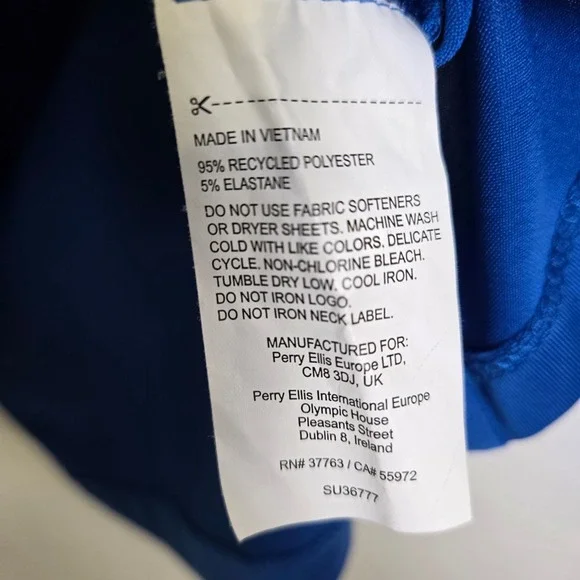 MADE IN VIETNAM
95% RECYCLED POLYESTER
5% ELASTANE
DO NOT USE FABRIC SOFTENERS
OR DRYER SHEETS. MACHINE WASH
COLD WITH LIKE COLORS. DELICATE
CYCLE. NON-CHLORINE BLEACH.
TUMBLE DRY LOW, COOL IRON.
DO NOT IRON LOGO.
DO NOT IRON NECK LABEL.
MANUFACTURED FOR:
Perry Ellis Europe LTD,
CM8 3DJ, UK
Perry Ellis International Europe
Olympic House
Pleasants Street
Dublin 8, Ireland
RN# 37763 / CA# 55972
SU36777